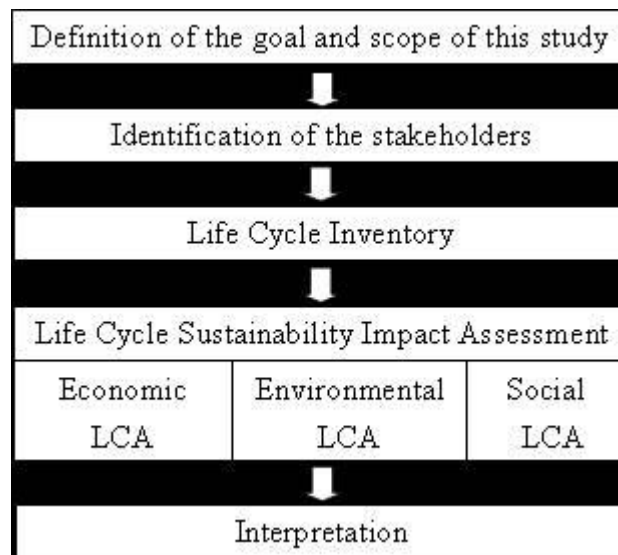 Definition of the goal and scope of this study
Identification of the stakeholders
Life Cycle Inventory
Life Cycle Sustainability Impact Assessment
Economic
LCA
Environmental
LCA
Social
LCA
Interpretation